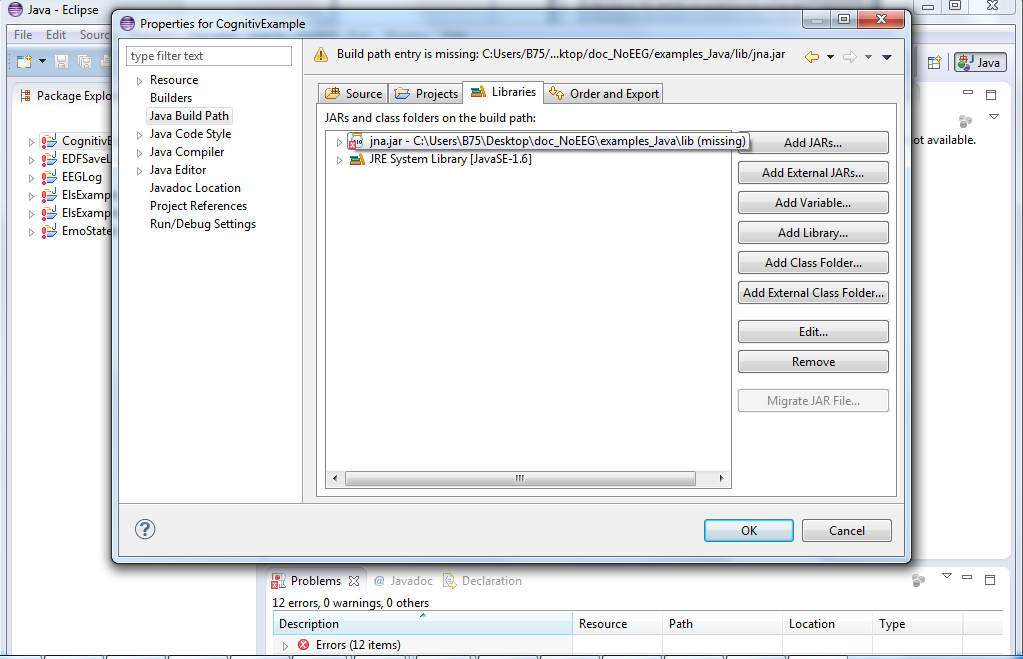 Java - Eclipse
File Edit Sourc
Java
Package Explo
Cognitiv
EDFSaveL
EEGLog
ElsExamp
ElsExamp
EmoState
ot available.
Properties for CognitivExample
type filter text
Resource
Builders
Java Build Path
Java Code Style
Java Compiler
Java Editor
Javadoc Location
Project References
Run/Debug Settings
Build path entry is missing: C:Users/B75/...ktop/doc_NoEEG/examples_Java/lib/jna.jar
Source Projects Libraries Order and Export
JARs and class folders on the build path:
jna.jar - C:\Users\B75\Desktop\doc_NoEEG\examples_Java\lib (missing)
JRE System Library [JavaSE-1.6]
Add JARs...
Add External JARs...
Add Variable...
Add Library...
Add Class Folder...
Add External Class Folder...
Edit...
Remove
Migrate JAR File...
OK Cancel
Problems @ Javadoc Declaration
12 errors, 0 warnings, 0 others
Description Resource Path Location Type
Errors (12 items)